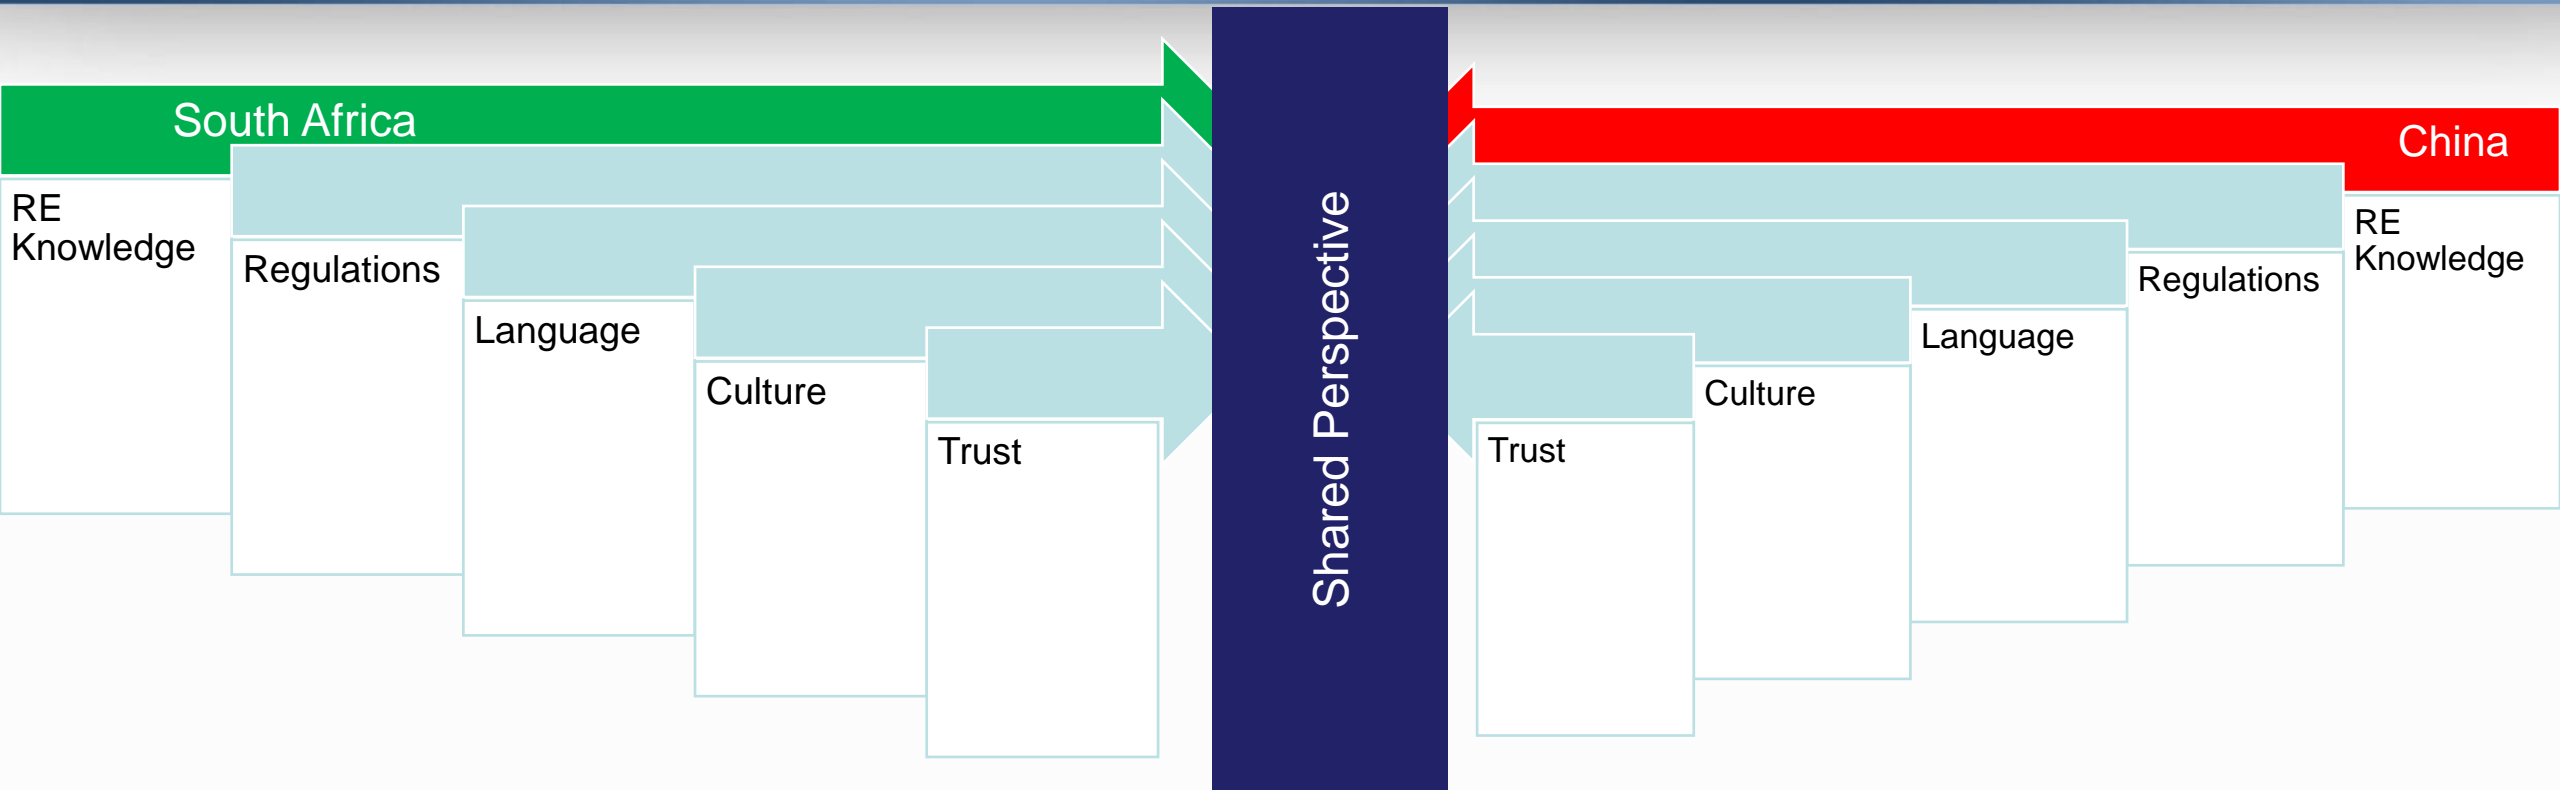 South Africa
RE
Knowledge
Regulations
Language
Culture
Trust
Shared Perspective
China
Trust
Culture
Language
Regulations
RE
Knowledge